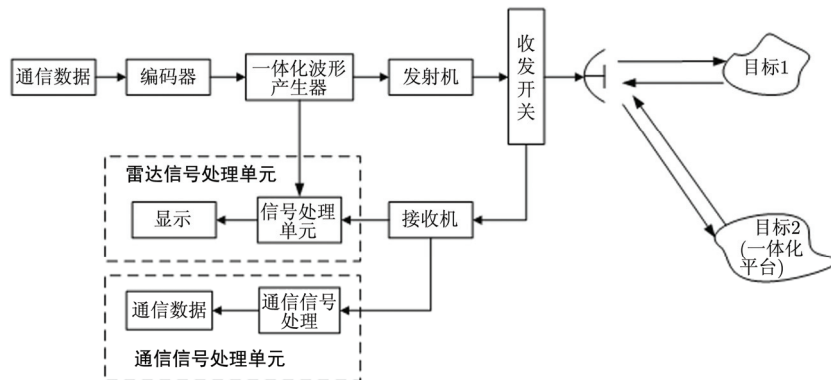 通信数据
编码器
一体化波形
产生器
发射机
收
发
开
关
目标1
雷达信号处理单元
显示
信号处理
单元
接收机
目标2
(一体化
平台)
通信数据
通信信号
处理
通信信号处理单元